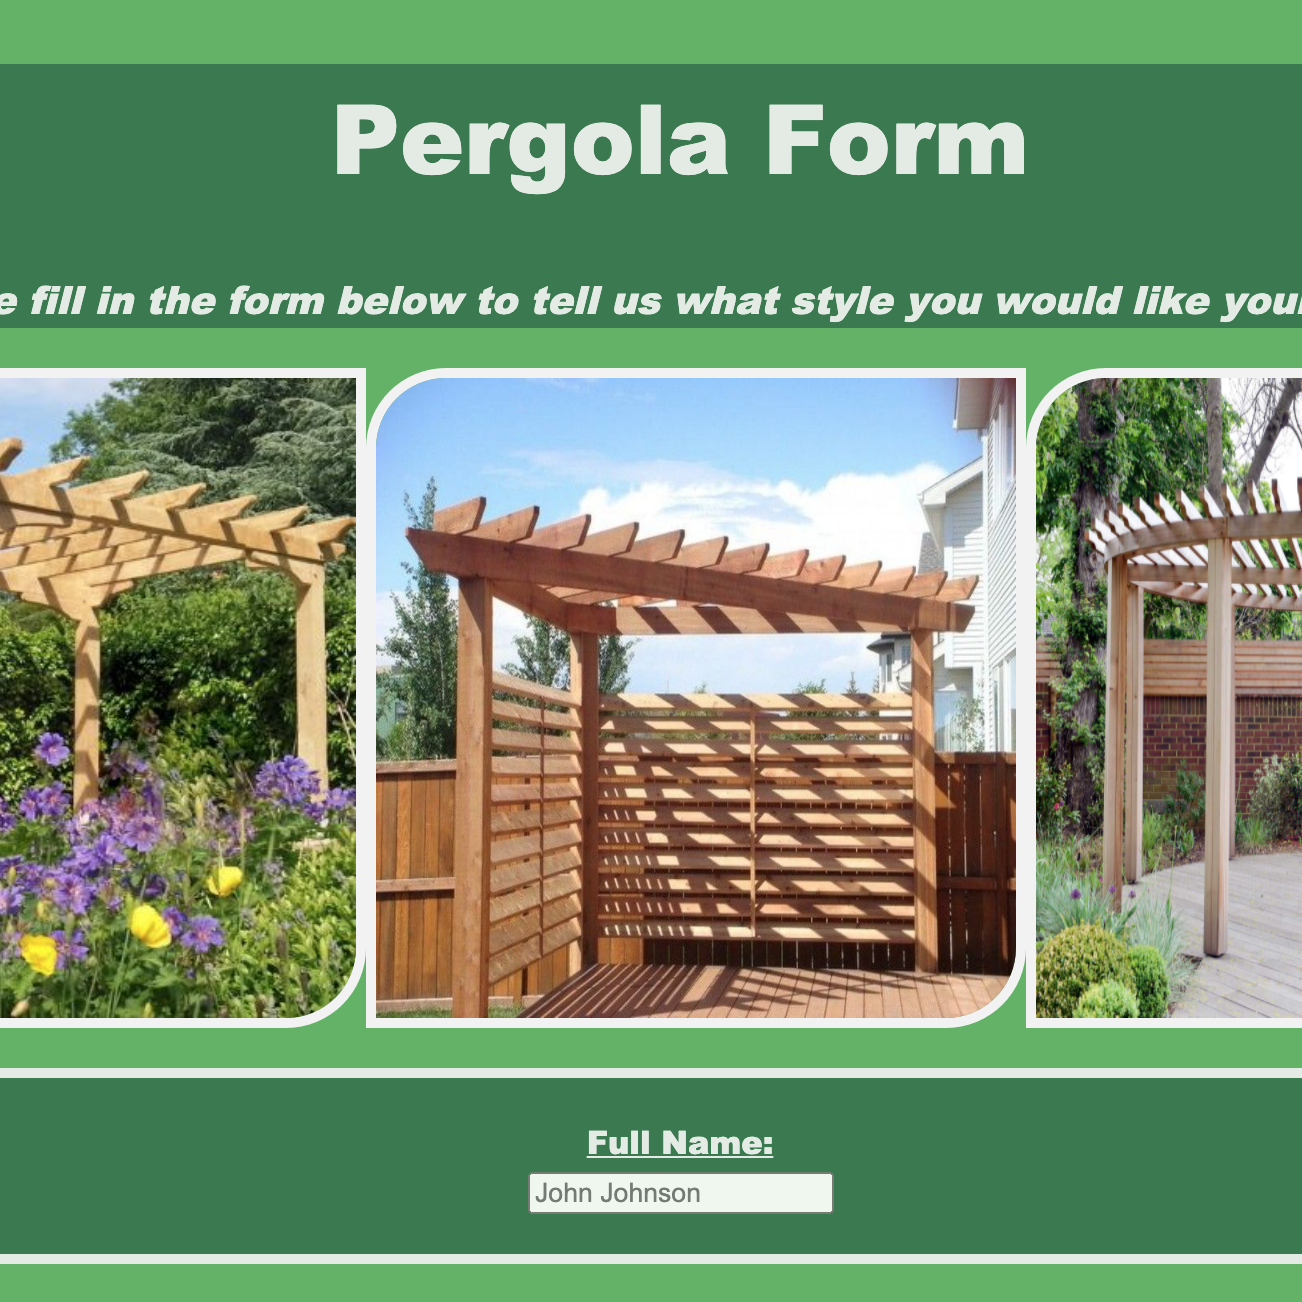 Pergola Form
fill in the form below to tell us what style you would like
Full Name:
John Johnson